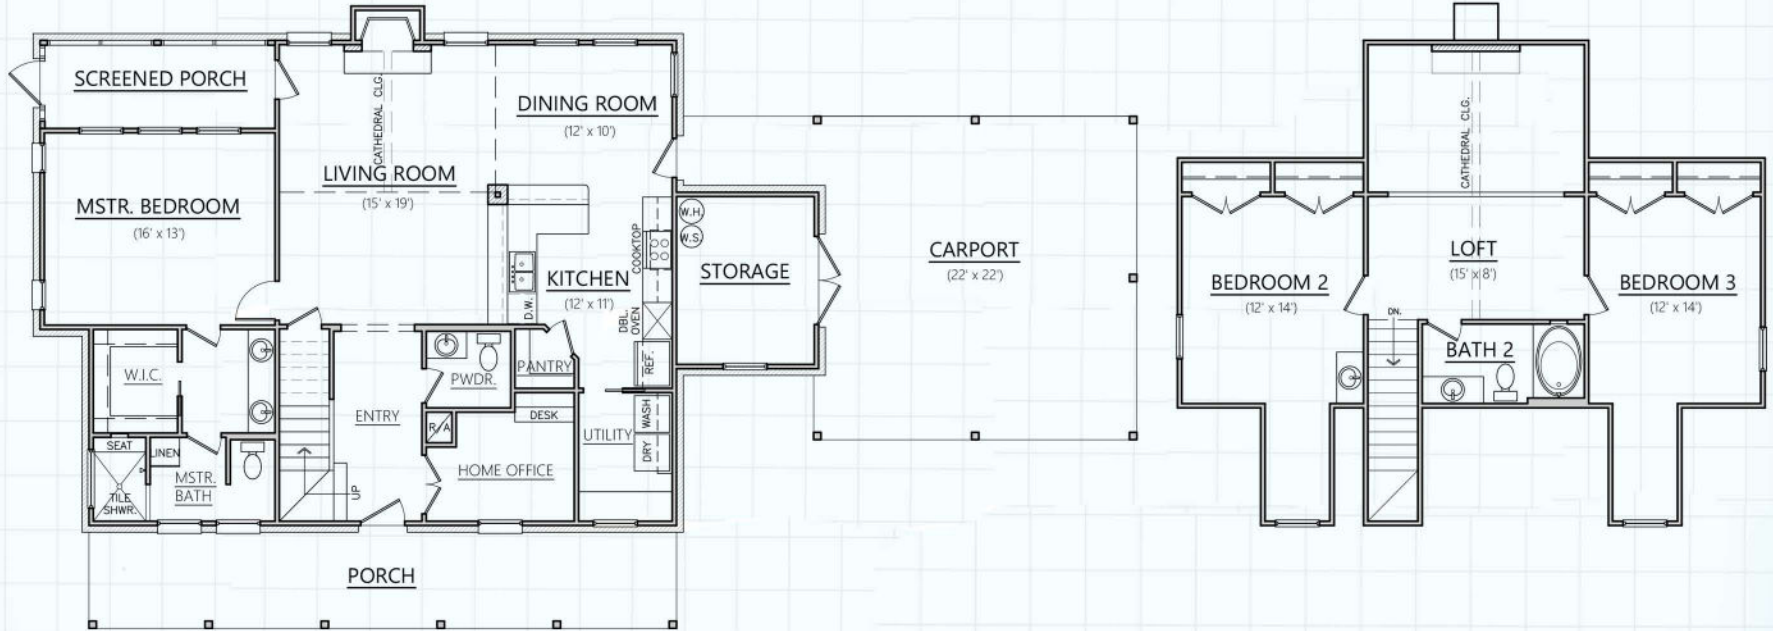 SCREENED PORCH
CATHEDRAL CLG.
DINING ROOM
(12' x 10')
LIVING ROOM
(15' x 19')
MSTR. BEDROOM
(16' x 13')
W.H.
W.S.
COOKTOP
KITCHEN
(12' x 11')
STORAGE
CARPORT
(22' x 22')
D.W.
DBL.
OVEN
REF.
PANTRY
PWDR.
W.I.C.
ENTRY
R/A
DESK
WASH
UTILITY
DRY
HOME OFFICE
SEAT
LINEN
MSTR.
BATH
TILE
SHWR.
UP
PORCH
CATHEDRAL CLG.
LOFT
(15' x 8')
BEDROOM 2
(12' x 14')
BEDROOM 3
(12' x 14')
DN.
BATH 2